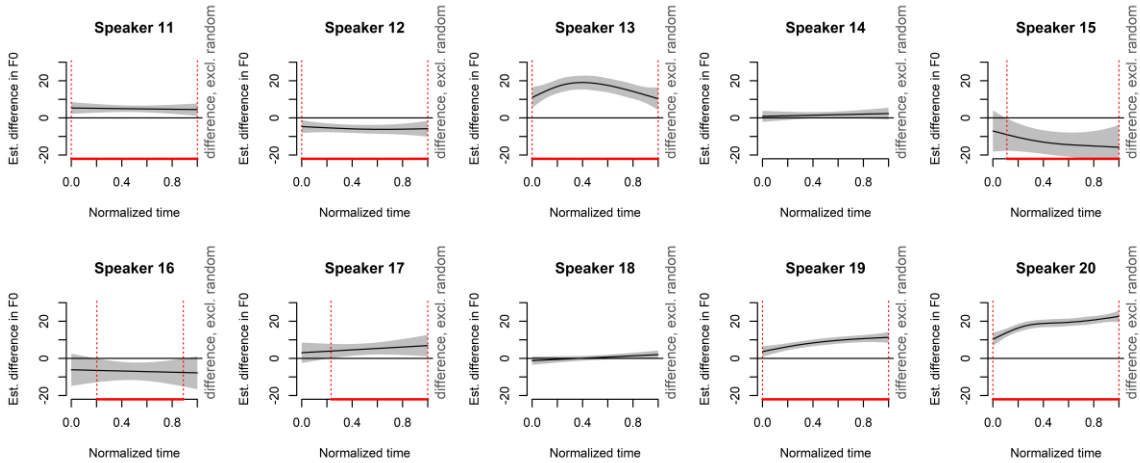 Speaker 11
Est. difference in F0
20
0
-20
0.0 0.4 0.8
Normalized time
difference, excl. random
Speaker 12
Est. difference in F0
20
0
-20
0.0 0.4 0.8
Normalized time
difference, excl. random
Speaker 13
Est. difference in F0
20
0
-20
0.0 0.4 0.8
Normalized time
difference, excl. random
Speaker 14
Est. difference in F0
20
0
-20
0.0 0.4 0.8
Normalized time
difference, excl. random
Speaker 15
Est. difference in F0
20
0
-20
0.0 0.4 0.8
Normalized time
difference, excl. random
Speaker 16
Est. difference in F0
20
0
-20
0.0 0.4 0.8
Normalized time
difference, excl. random
Speaker 17
Est. difference in F0
20
0
-20
0.0 0.4 0.8
Normalized time
difference, excl. random
Speaker 18
Est. difference in F0
20
0
-20
0.0 0.4 0.8
Normalized time
difference, excl. random
Speaker 19
Est. difference in F0
20
0
-20
0.0 0.4 0.8
Normalized time
difference, excl. random
Speaker 20
Est. difference in F0
20
0
-20
0.0 0.4 0.8
Normalized time
difference, excl. random